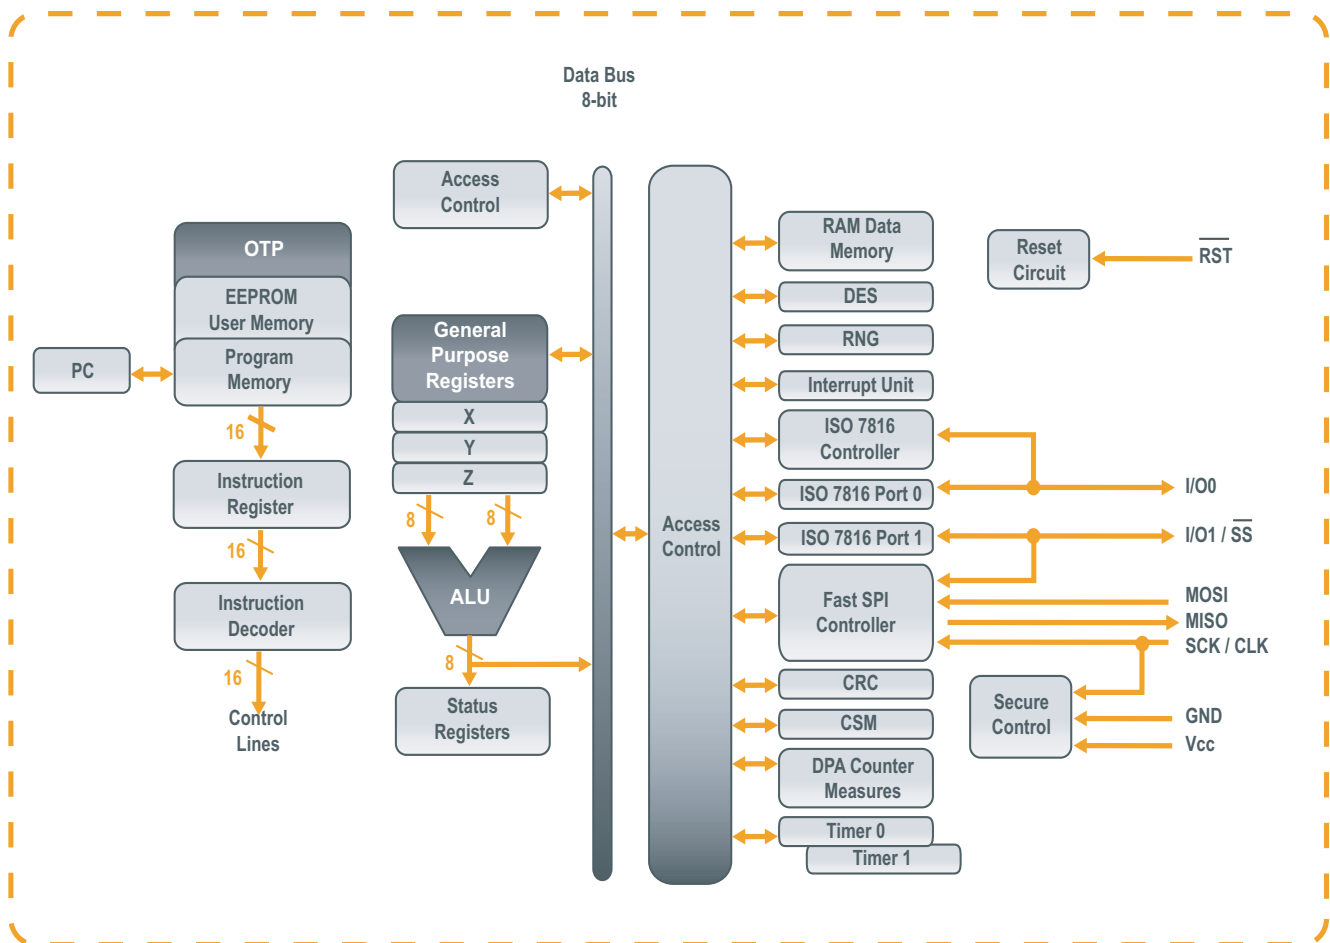 Data Bus
8-bit
Access
Control
OTP
EEPROM
User Memory
Program
Memory
PC
16
Instruction
Register
16
Instruction
Decoder
16
Control
Lines
General
Purpose
Registers
X
Y
Z
8
8
ALU
8
Status
Registers
Access
Control
RAM Data
Memory
DES
RNG
Interrupt Unit
ISO 7816
Controller
ISO 7816 Port 0
ISO 7816 Port 1
Fast SPI
Controller
CRC
CSM
DPA Counter
Measures
Timer 0
Timer 1
Reset
Circuit
RST
I/O0
I/O1 / SS
MOSI
MISO
SCK / CLK
Secure
Control
GND
Vcc